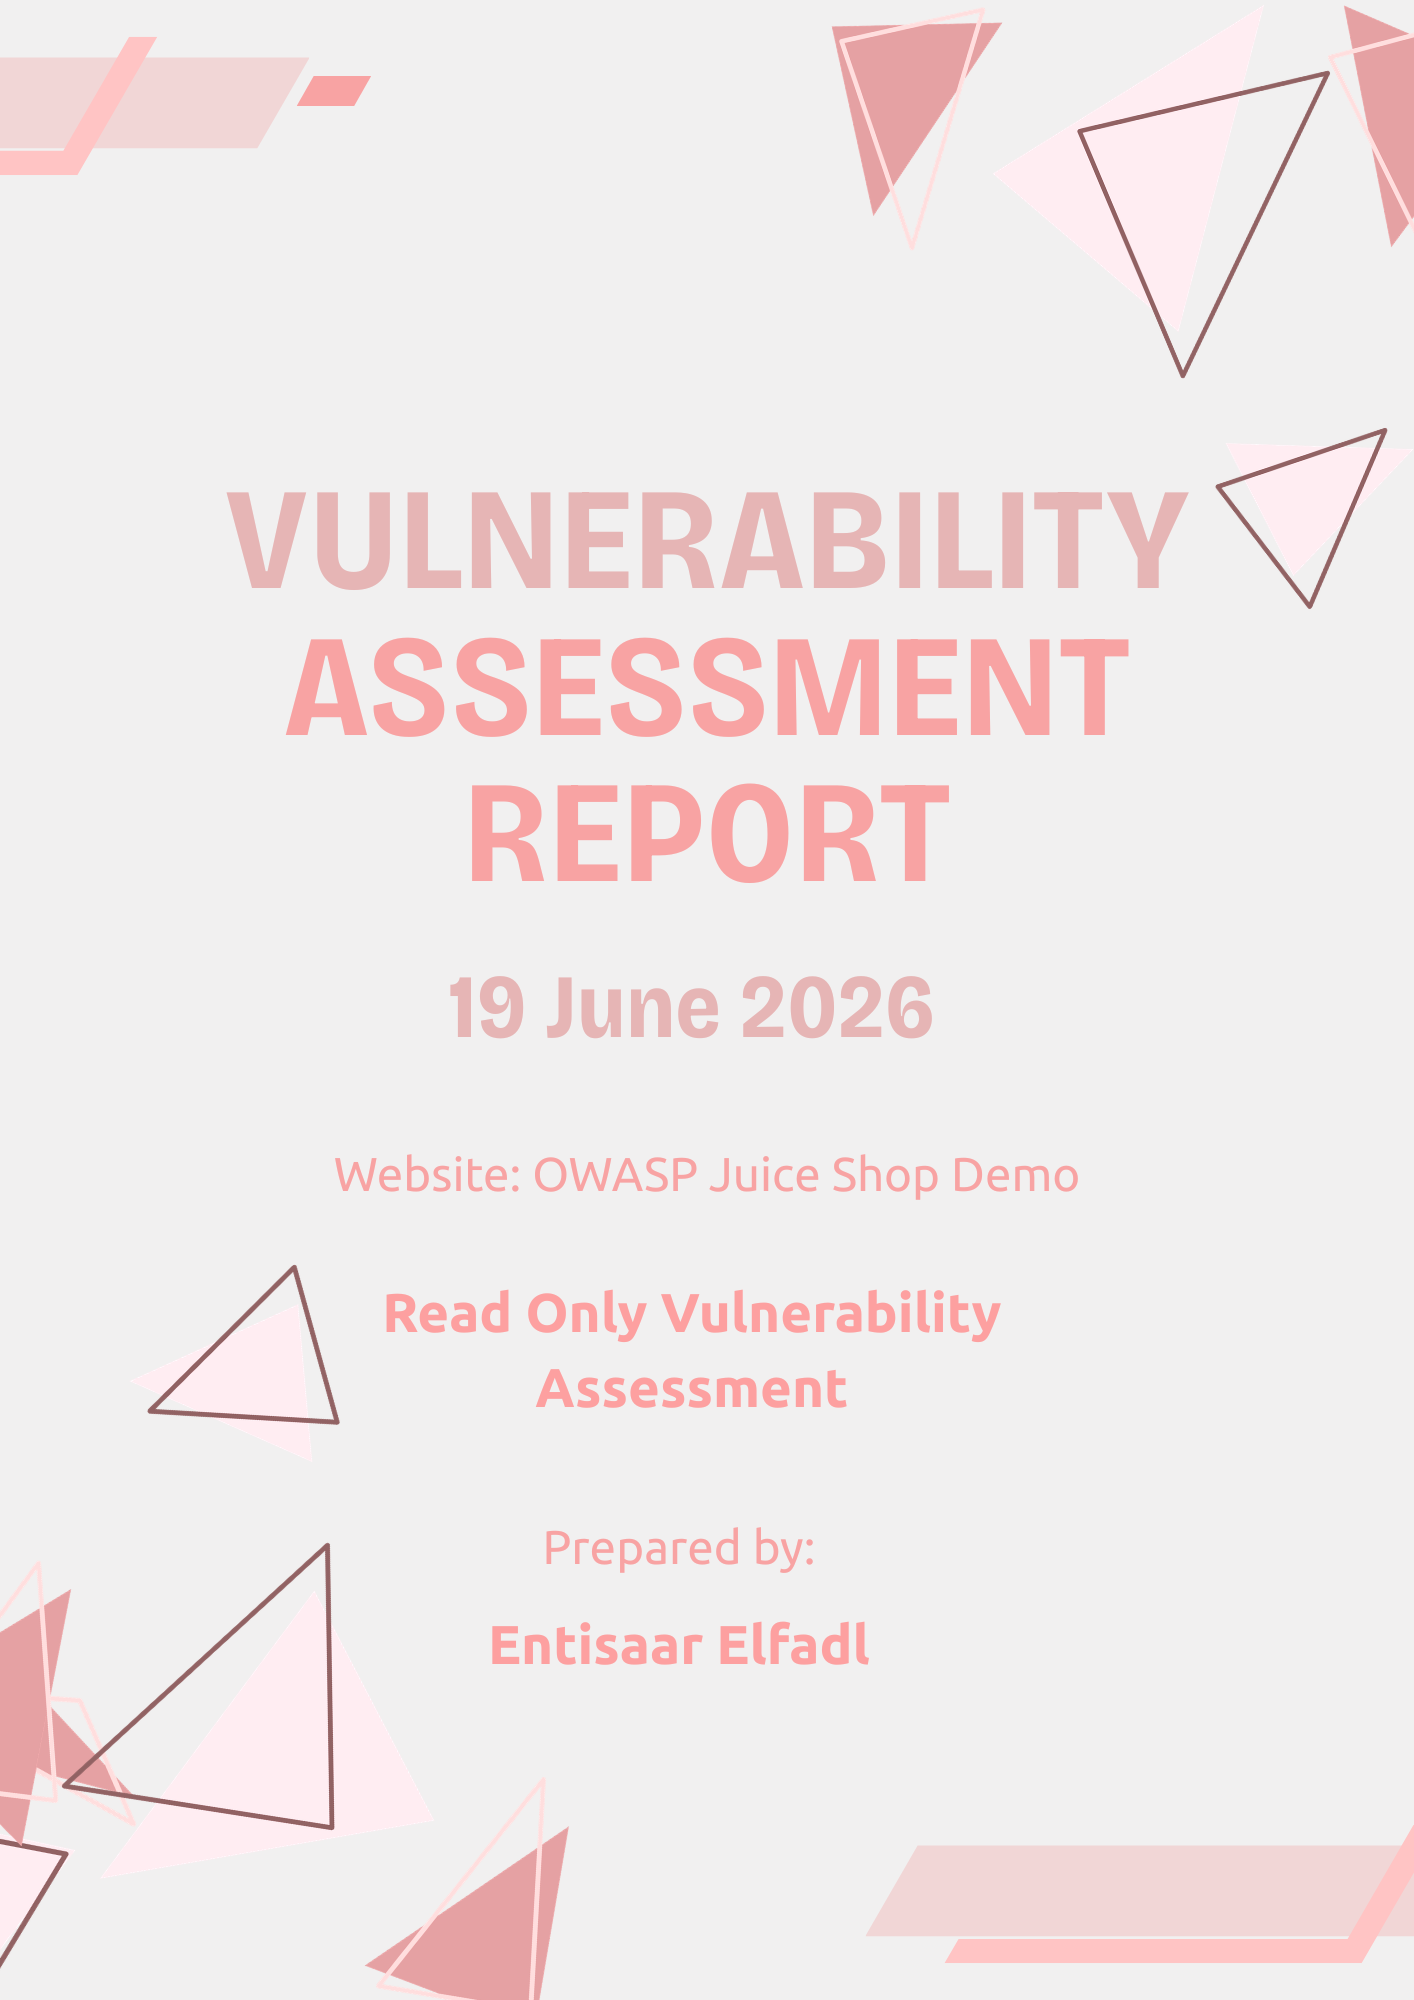 VULNERABILITY
ASSESSMENT
REPORT
19 June 2026
Website: OWASP Juice Shop Demo
Read Only Vulnerability
Assessment
Prepared by:
Entisaar Elfadl